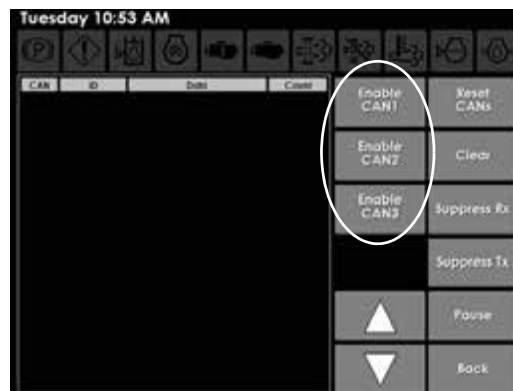 Tuesday 10:53 AM
CAN ID Data Count
Enable
CAN1
Reset
CANs
Enable
CAN2
Clear
Enable
CAN3
Suppress Rx
Suppress Tx
Pause
Back